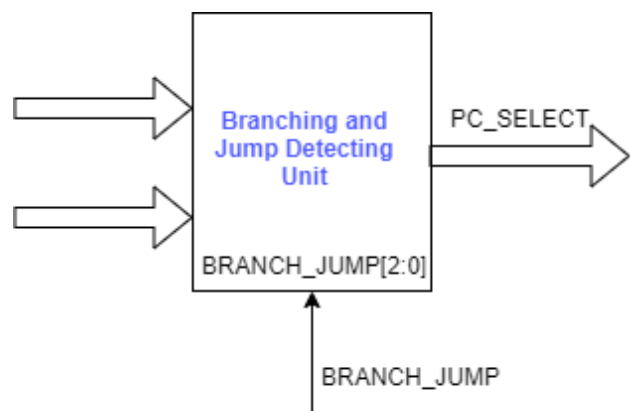 PC_SELECT
Branching and
Jump Detecting
Unit
BRANCH_JUMP[2:0]
BRANCH_JUMP